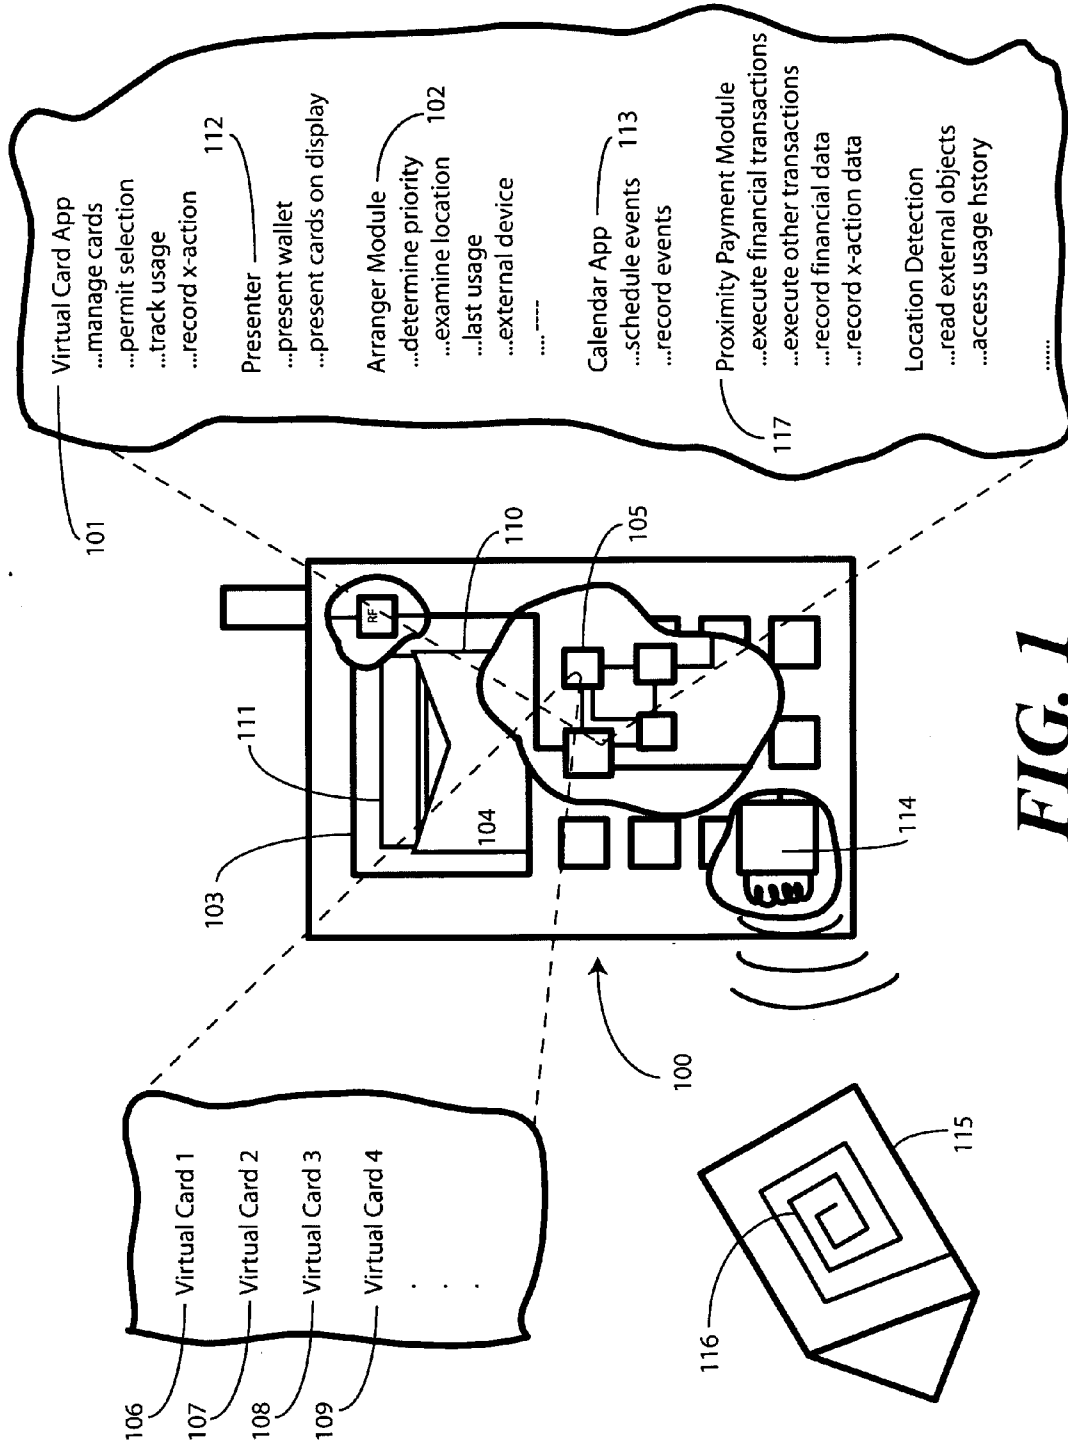 106
Virtual Card 1
107
Virtual Card 2
108
Virtual Card 3
109
Virtual Card 4
. . .
103
111
RF
110
104
105
114
100
116
115
101
Virtual Card App
...manage cards
...permit selection
...track usage
...record x-action
112
Presenter
...present wallet
...present cards on display
Arranger Module
102
...determine priority
...examine location
...last usage
...external device
...----
Calendar App
113
...schedule events
...record events
Proximity Payment Module
117
...execute financial transactions
...execute other transactions
...record financial data
...record x-action data
Location Detection
...read external objects
...access usage hstory
......
FIG. 1